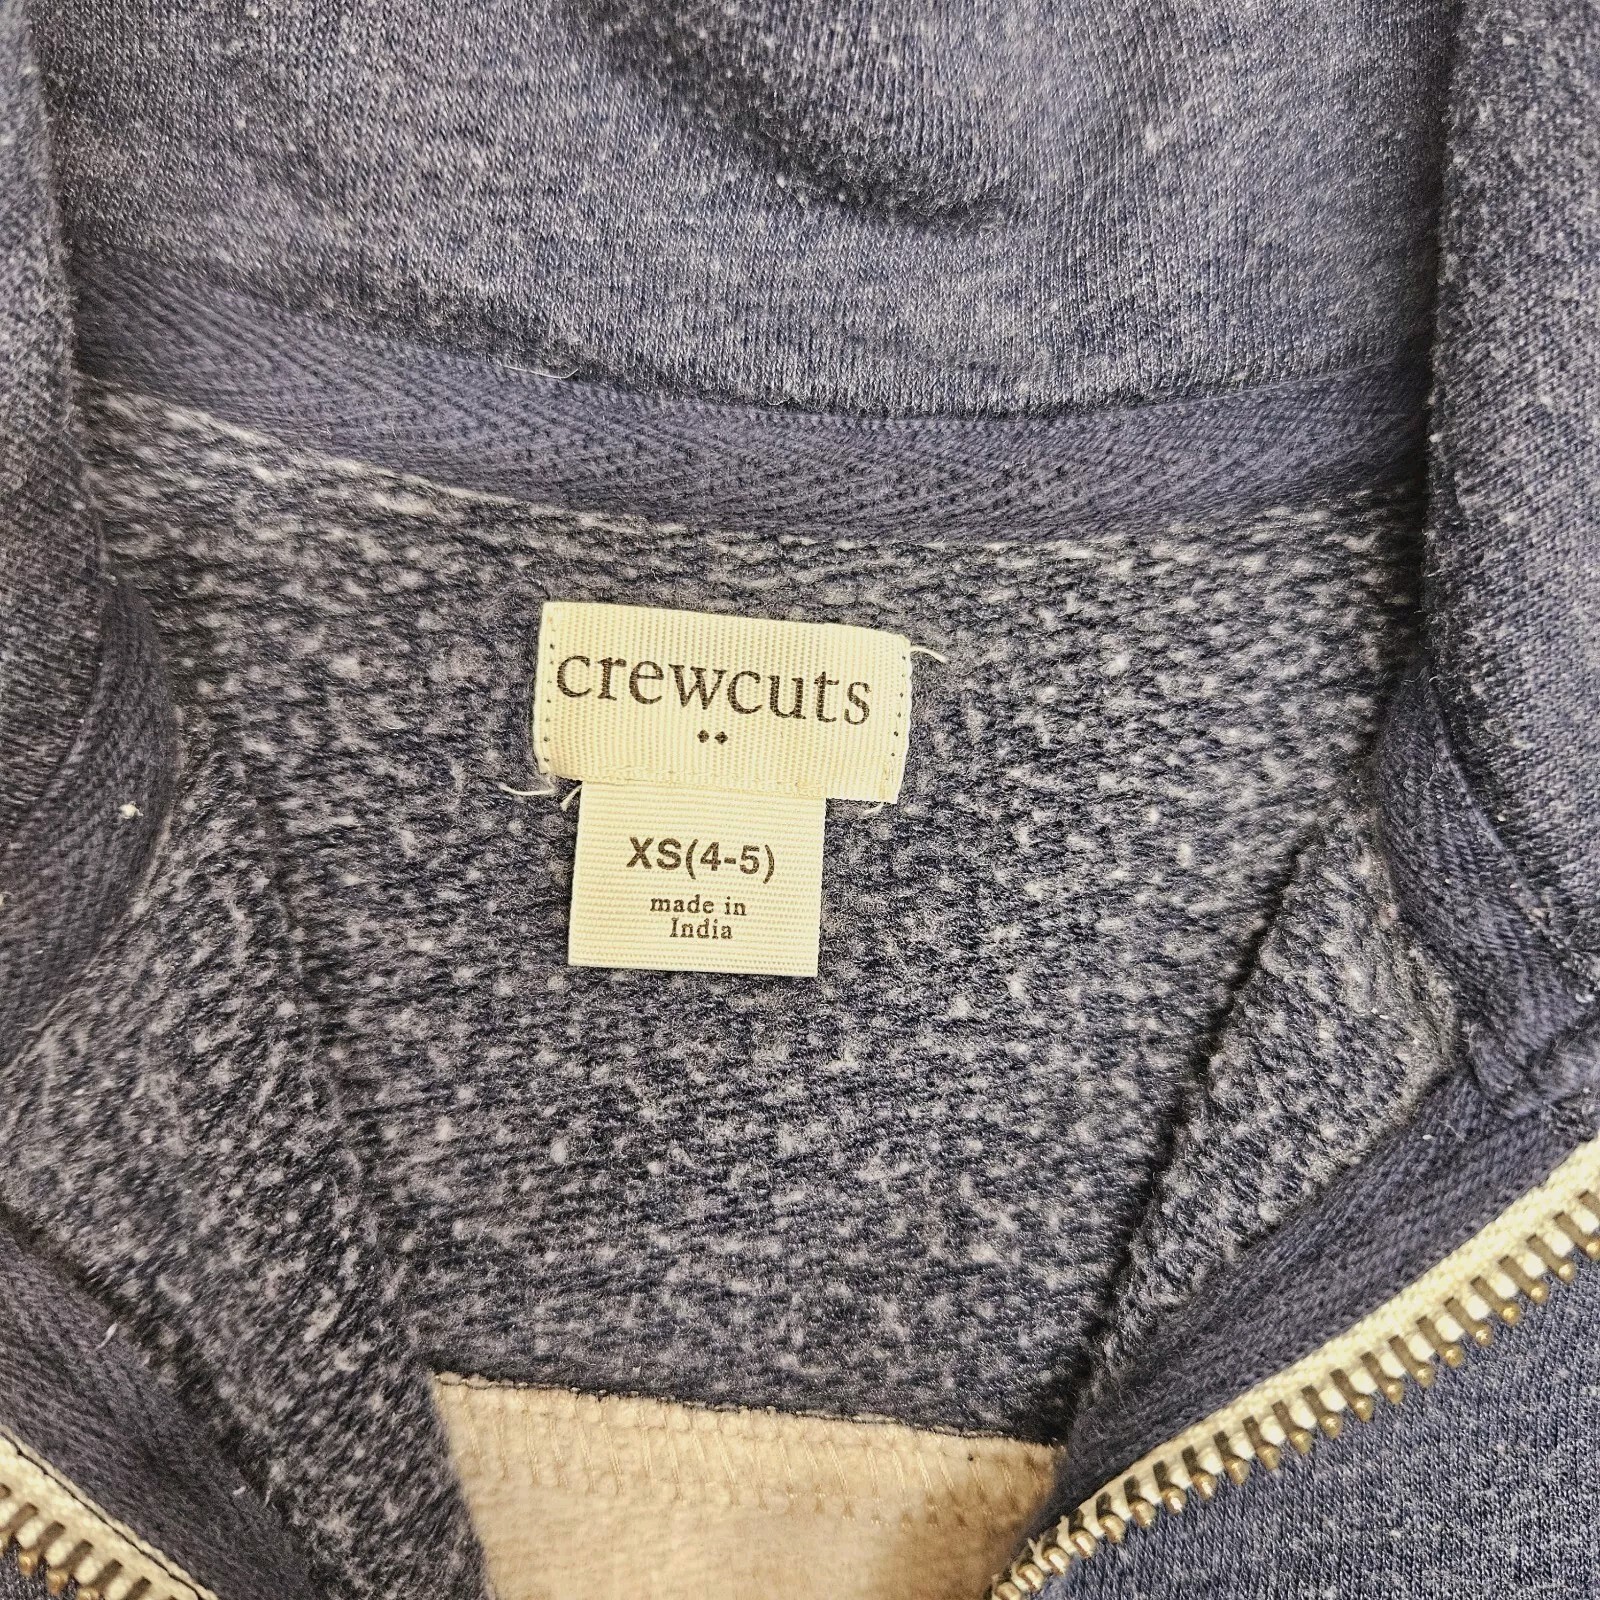 crewcuts
XS(4-5)
made in
India